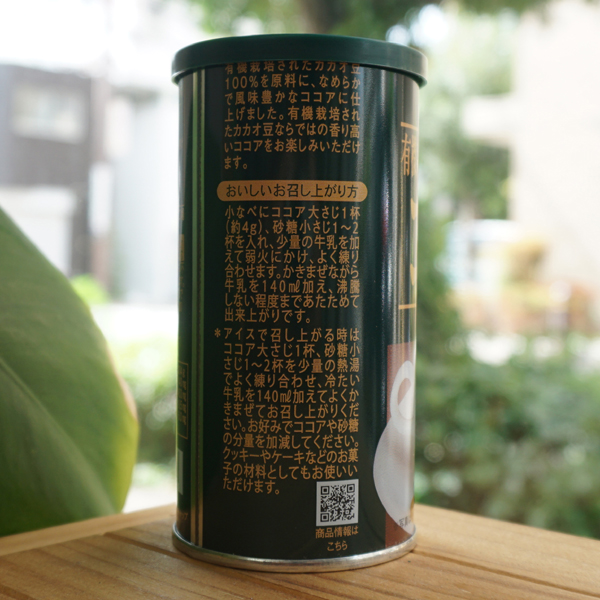 有機栽培されたカカオ豆
100%を原料に、なめらか
で風味豊かなココアに仕
上げました。有機栽培され
たカカオ豆ならではの香り高
いココアをお楽しみいただけ
ます。
おいしいお召し上がり方
小なべにココア大さじ1杯
(約4g)、砂糖小さじ1〜2
杯を入れ、少量の牛乳を加
えて弱火にかけ、よく練り
合わせます。かきまぜながら
牛乳を140㎖加え、沸騰
しない程度まであたためて
出来上がりです。
*アイスで召し上がる時は
ココア大さじ1杯、砂糖小
さじ1〜2杯を少量の熱湯
でよく練り合わせ、冷たい
牛乳を140㎖加えてよくか
きまぜてお召し上がりくだ
さい。お好みでココアや砂糖
の分量を加減してください。
クッキーやケーキなどのお菓
子の材料としてもお使いい
ただけます。
商品情報は
こちら